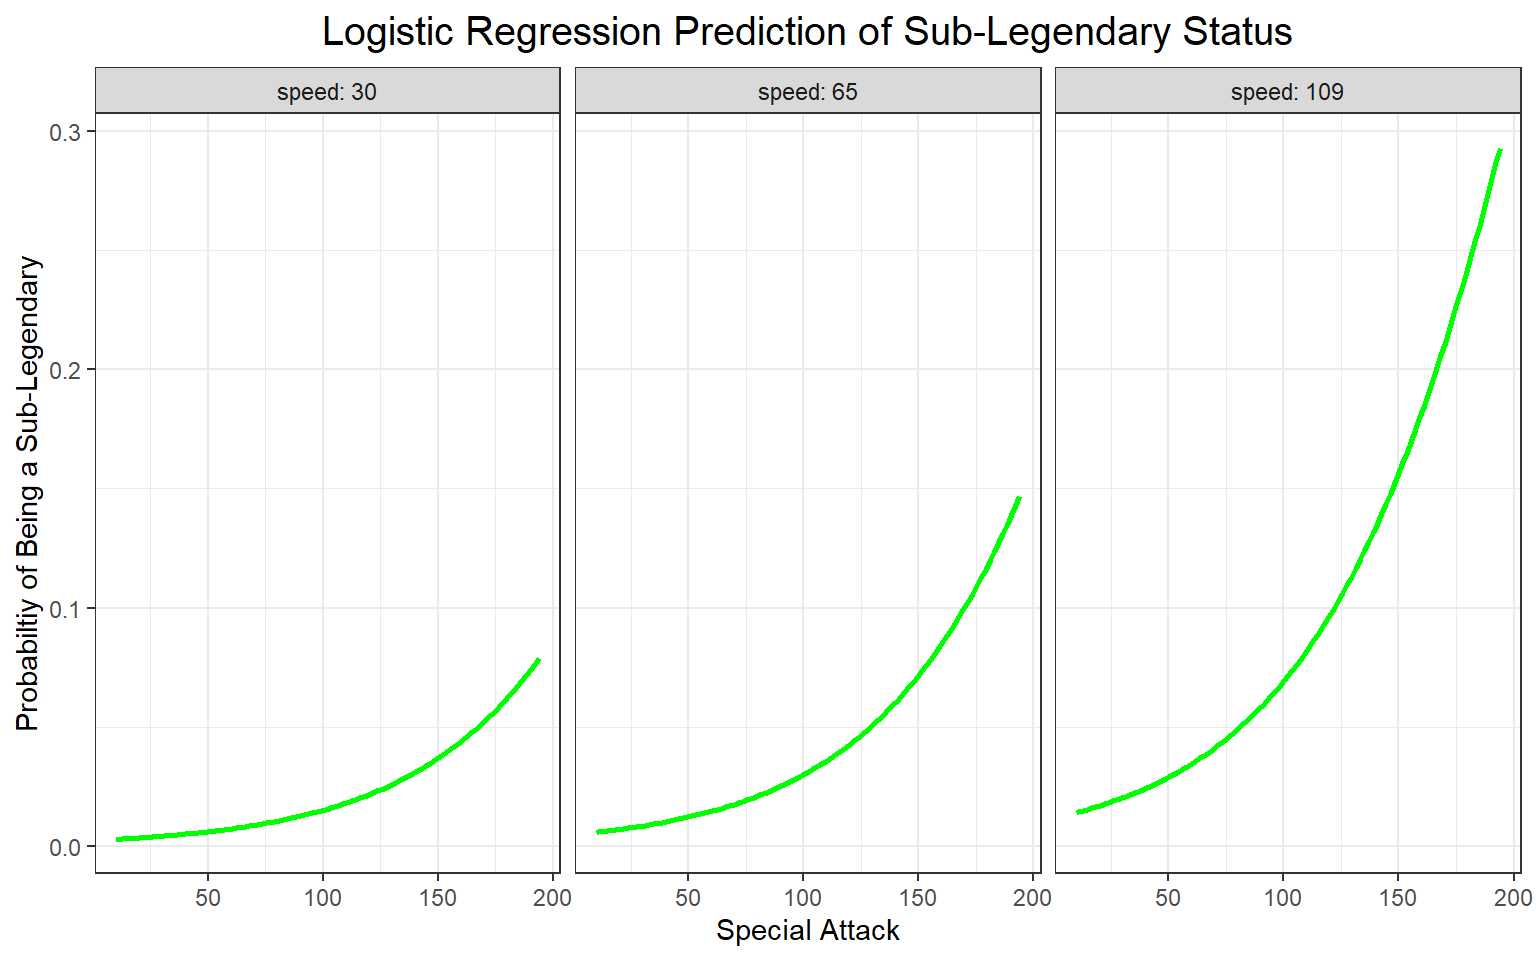 Logistic Regression Prediction of Sub-Legendary Status
speed: 30
speed: 65
speed: 109
Probabiltiy of Being a Sub-Legendary
0.3
0.2
0.1
0.0
50 100 150 200
50 100 150 200
50 100 150 200
Special Attack